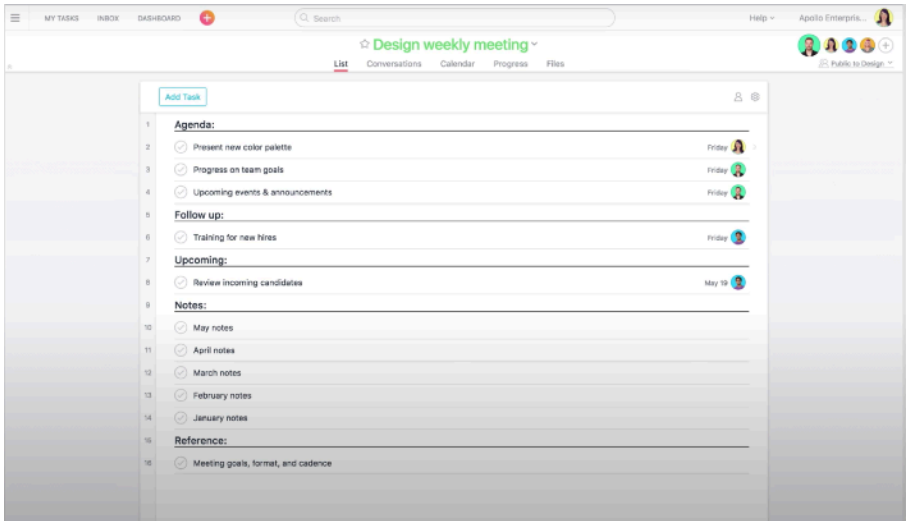 MY TASKS INBOX DASHBOARD Search Help Apollo Enterpris...
Design weekly meeting
List Conversations Calendar Progress Files
Public to Design
Add Task
1 Agenda:
2 Present new color palette Friday
3 Progress on team goals Friday
4 Upcoming events & announcements Friday
5 Follow up:
6 Training for new hires Friday
7 Upcoming:
8 Review incoming candidates May 19
9 Notes:
10 May notes
11 April notes
12 March notes
13 February notes
14 January notes
15 Reference:
16 Meeting goals, format, and cadence